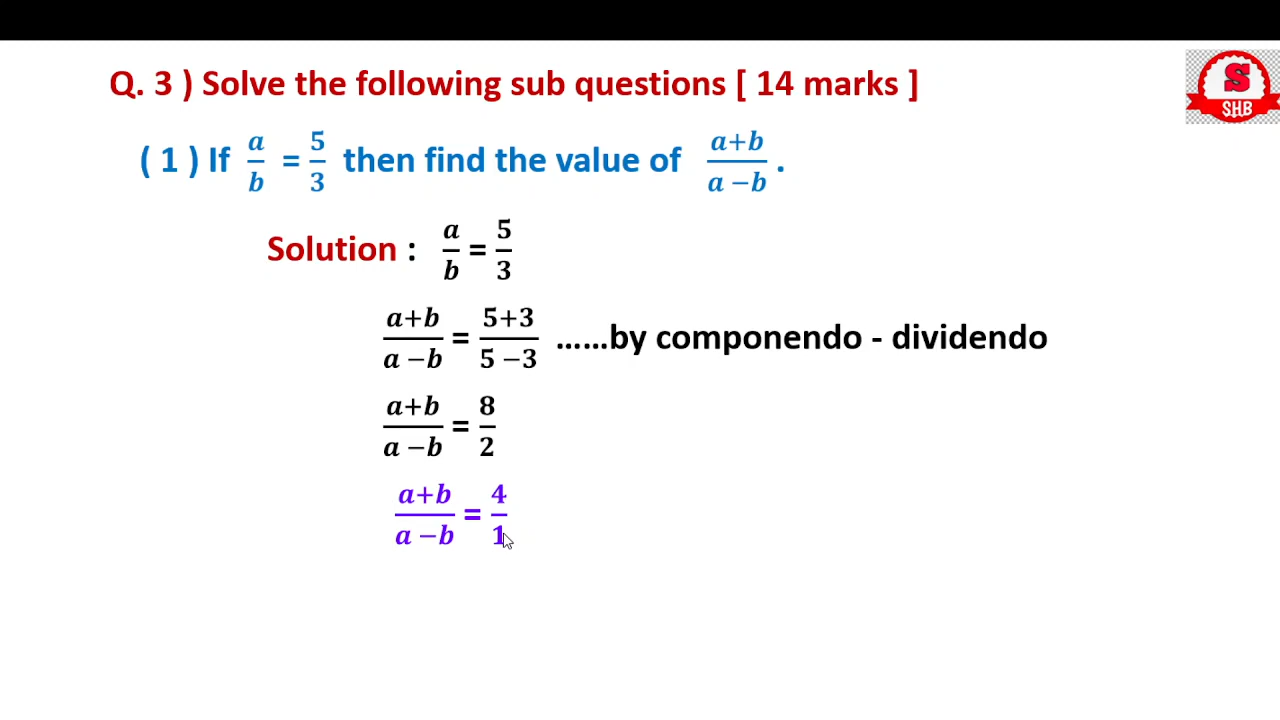 Q. 3 ) Solve the following sub questions [ 14 marks ]
S
SHB
( 1 ) If a/b = 5/3 then find the value of a+b/a −b .
Solution : a/b = 5/3
a+b/a −b = 5+3/5 −3 ......by componendo - dividendo
a+b/a −b = 8/2
a+b/a −b = 4/1